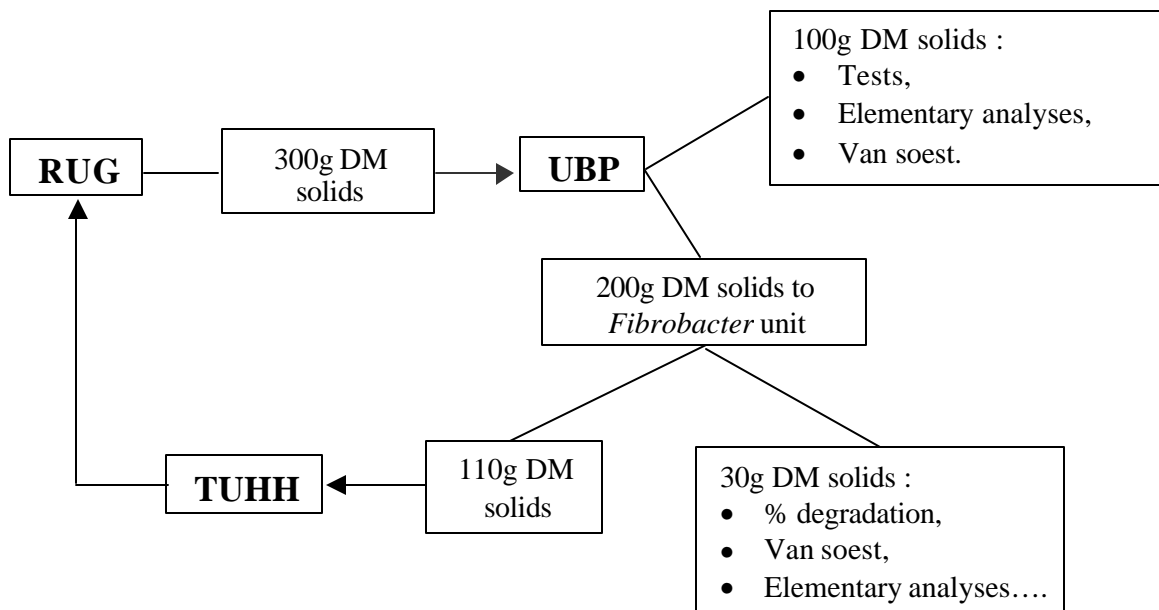 RUG
300g DM
solids
UBP
100g DM solids :
• Tests,
• Elementary analyses,
• Van soest.
200g DM solids to
Fibrobacter unit
TUHH
110g DM
solids
30g DM solids :
• % degradation,
• Van soest,
• Elementary analyses….